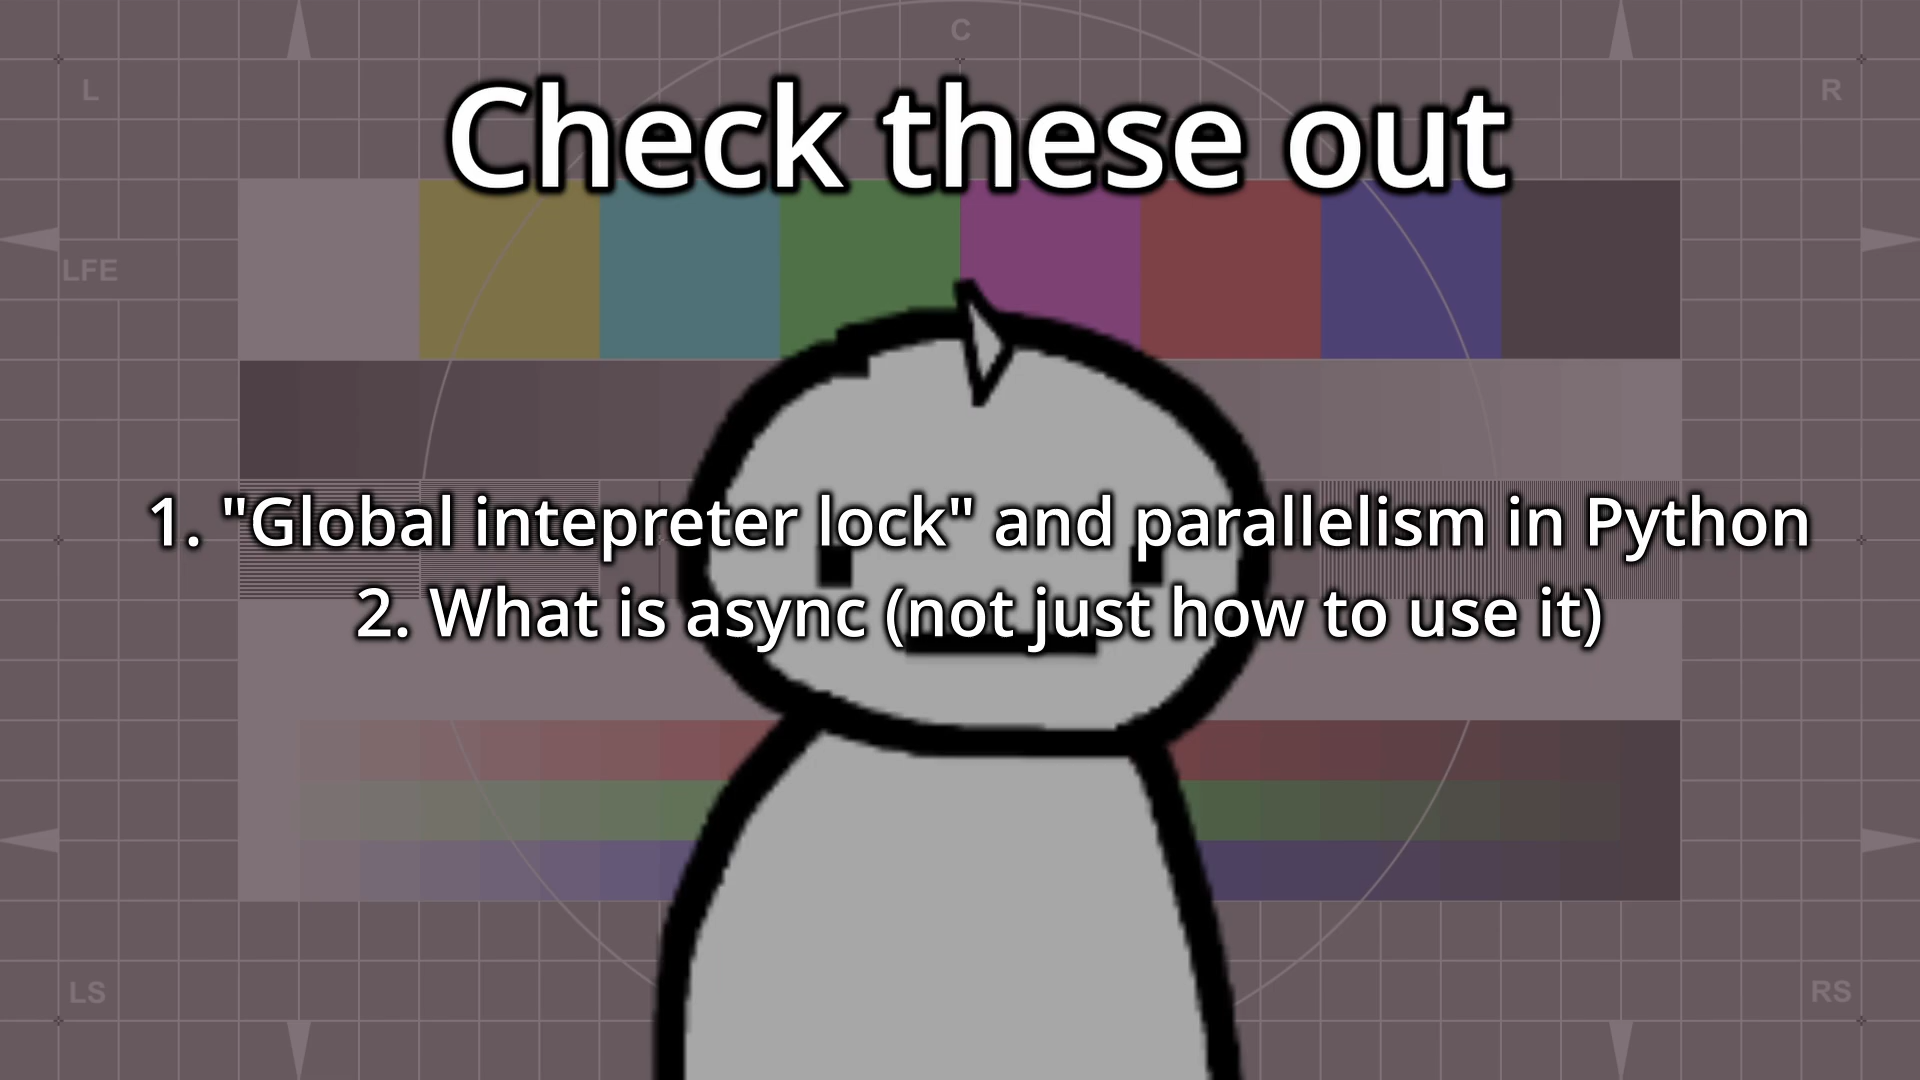 C
L
R
Check these out
LFE
1. "Global intepreter lock" and parallelism in Python
2. What is async (not just how to use it)
LS
RS